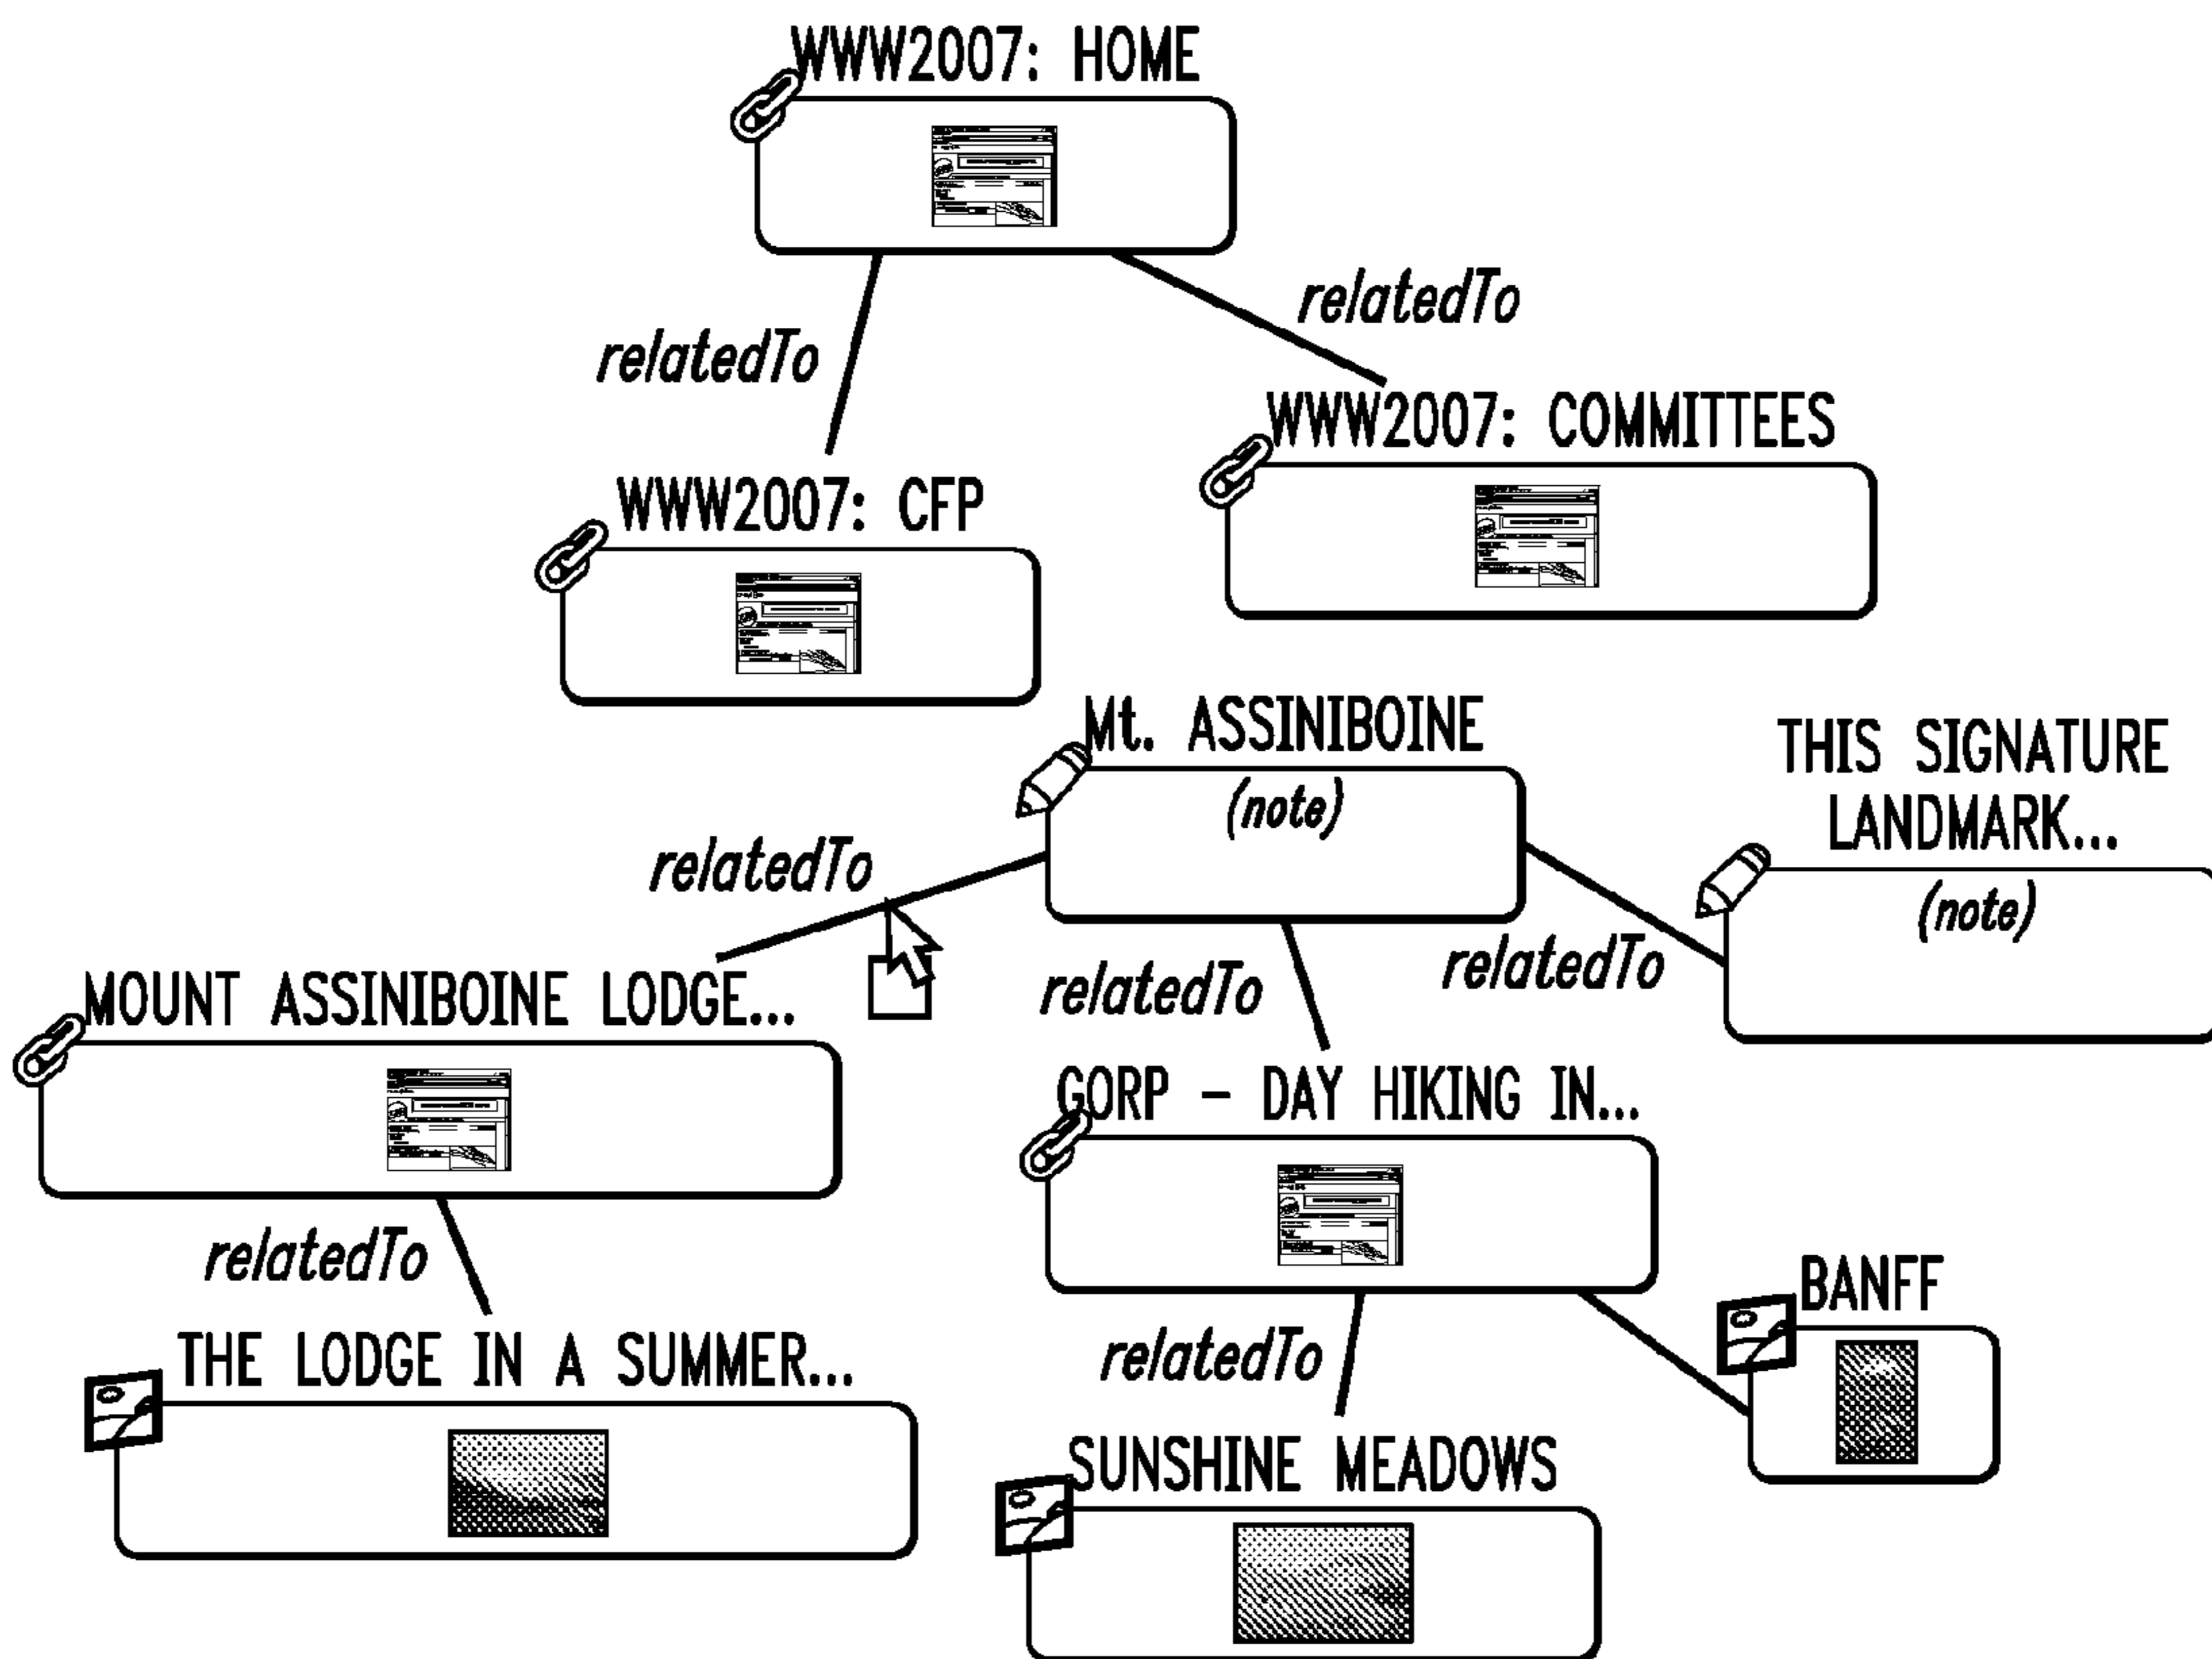 WWW2007: HOME
relatedTo
relatedTo
WWW2007: COMMITTEES
WWW2007: CFP
Mt. ASSINIBOINE
(note)
THIS SIGNATURE
LANDMARK...
(note)
relatedTo
relatedTo
relatedTo
MOUNT ASSINIBOINE LODGE...
GORP - DAY HIKING IN...
relatedTo
BANFF
relatedTo
THE LODGE IN A SUMMER...
SUNSHINE MEADOWS